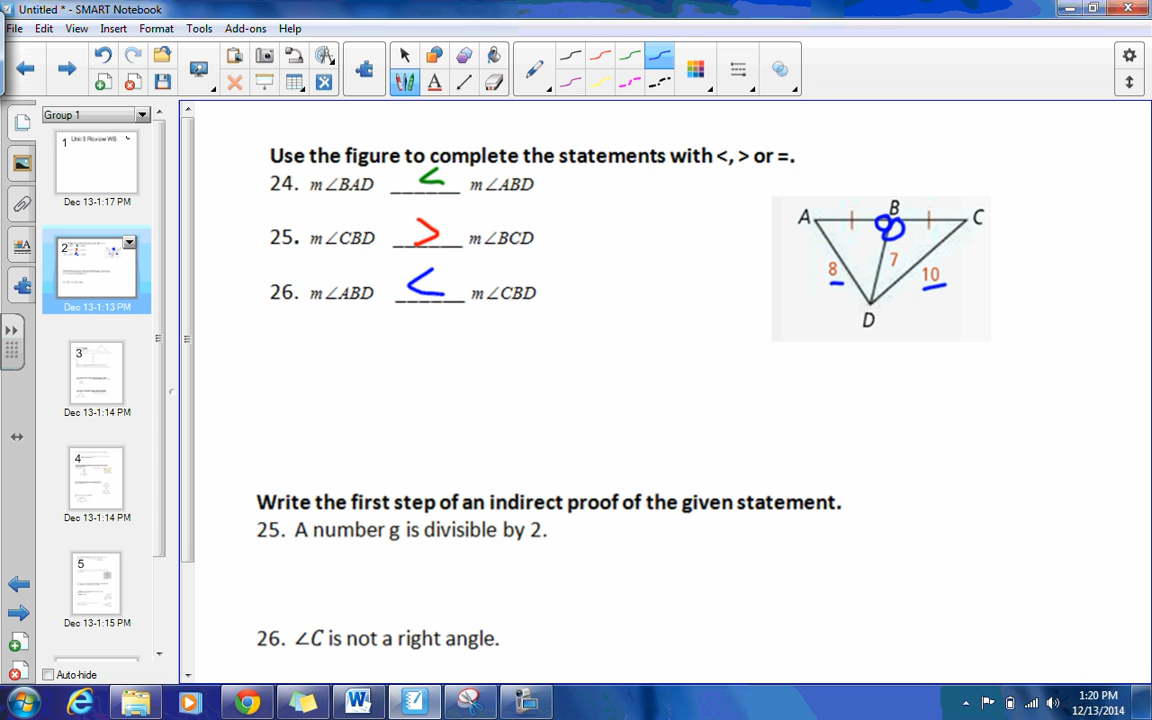 Untitled * - SMART Notebook
File Edit View Insert Format Tools Add-ons Help
Group 1
1 Unit 5 Review WS
Dec 13-1:17 PM
2
Dec 13-1:13 PM
3
Dec 13-1:14 PM
4
Dec 13-1:14 PM
5
Dec 13-1:15 PM
Auto-hide
Use the figure to complete the statements with <, > or =.
24. m∠BAD < m∠ABD
25. m∠CBD > m∠BCD
26. m∠ABD < m∠CBD
A B C
8 7 10
D
Write the first step of an indirect proof of the given statement.
25. A number g is divisible by 2.
26. ∠C is not a right angle.
1:20 PM
12/13/2014